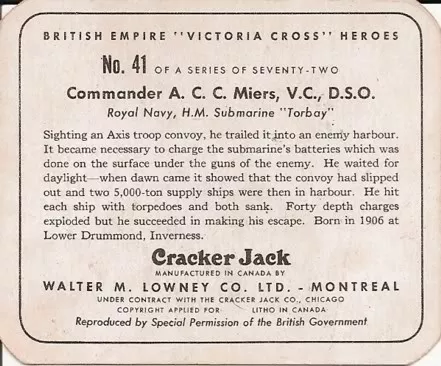 BRITISH EMPIRE "VICTORIA CROSS" HEROES
No. 41 OF A SERIES OF SEVENTY-TWO
Commander A. C. C. Miers, V.C., D.S.O.
Royal Navy, H.M. Submarine "Torbay"
Sighting an Axis troop convoy, he trailed it into an enemy harbour.
It became necessary to charge the submarine's batteries which was
done on the surface under the guns of the enemy. He waited for
daylight—when dawn came it showed that the convoy had slipped
out and two 5,000-ton supply ships were then in harbour. He hit
each ship with torpedoes and both sank. Forty depth charges
exploded but he succeeded in making his escape. Born in 1906 at
Lower Drummond, Inverness.
Cracker Jack
MANUFACTURED IN CANADA BY
WALTER M. LOWNEY CO. LTD. - MONTREAL
UNDER CONTRACT WITH THE CRACKER JACK CO., CHICAGO
COPYRIGHT APPLIED FOR LITHO IN CANADA
Reproduced by Special Permission of the British Government